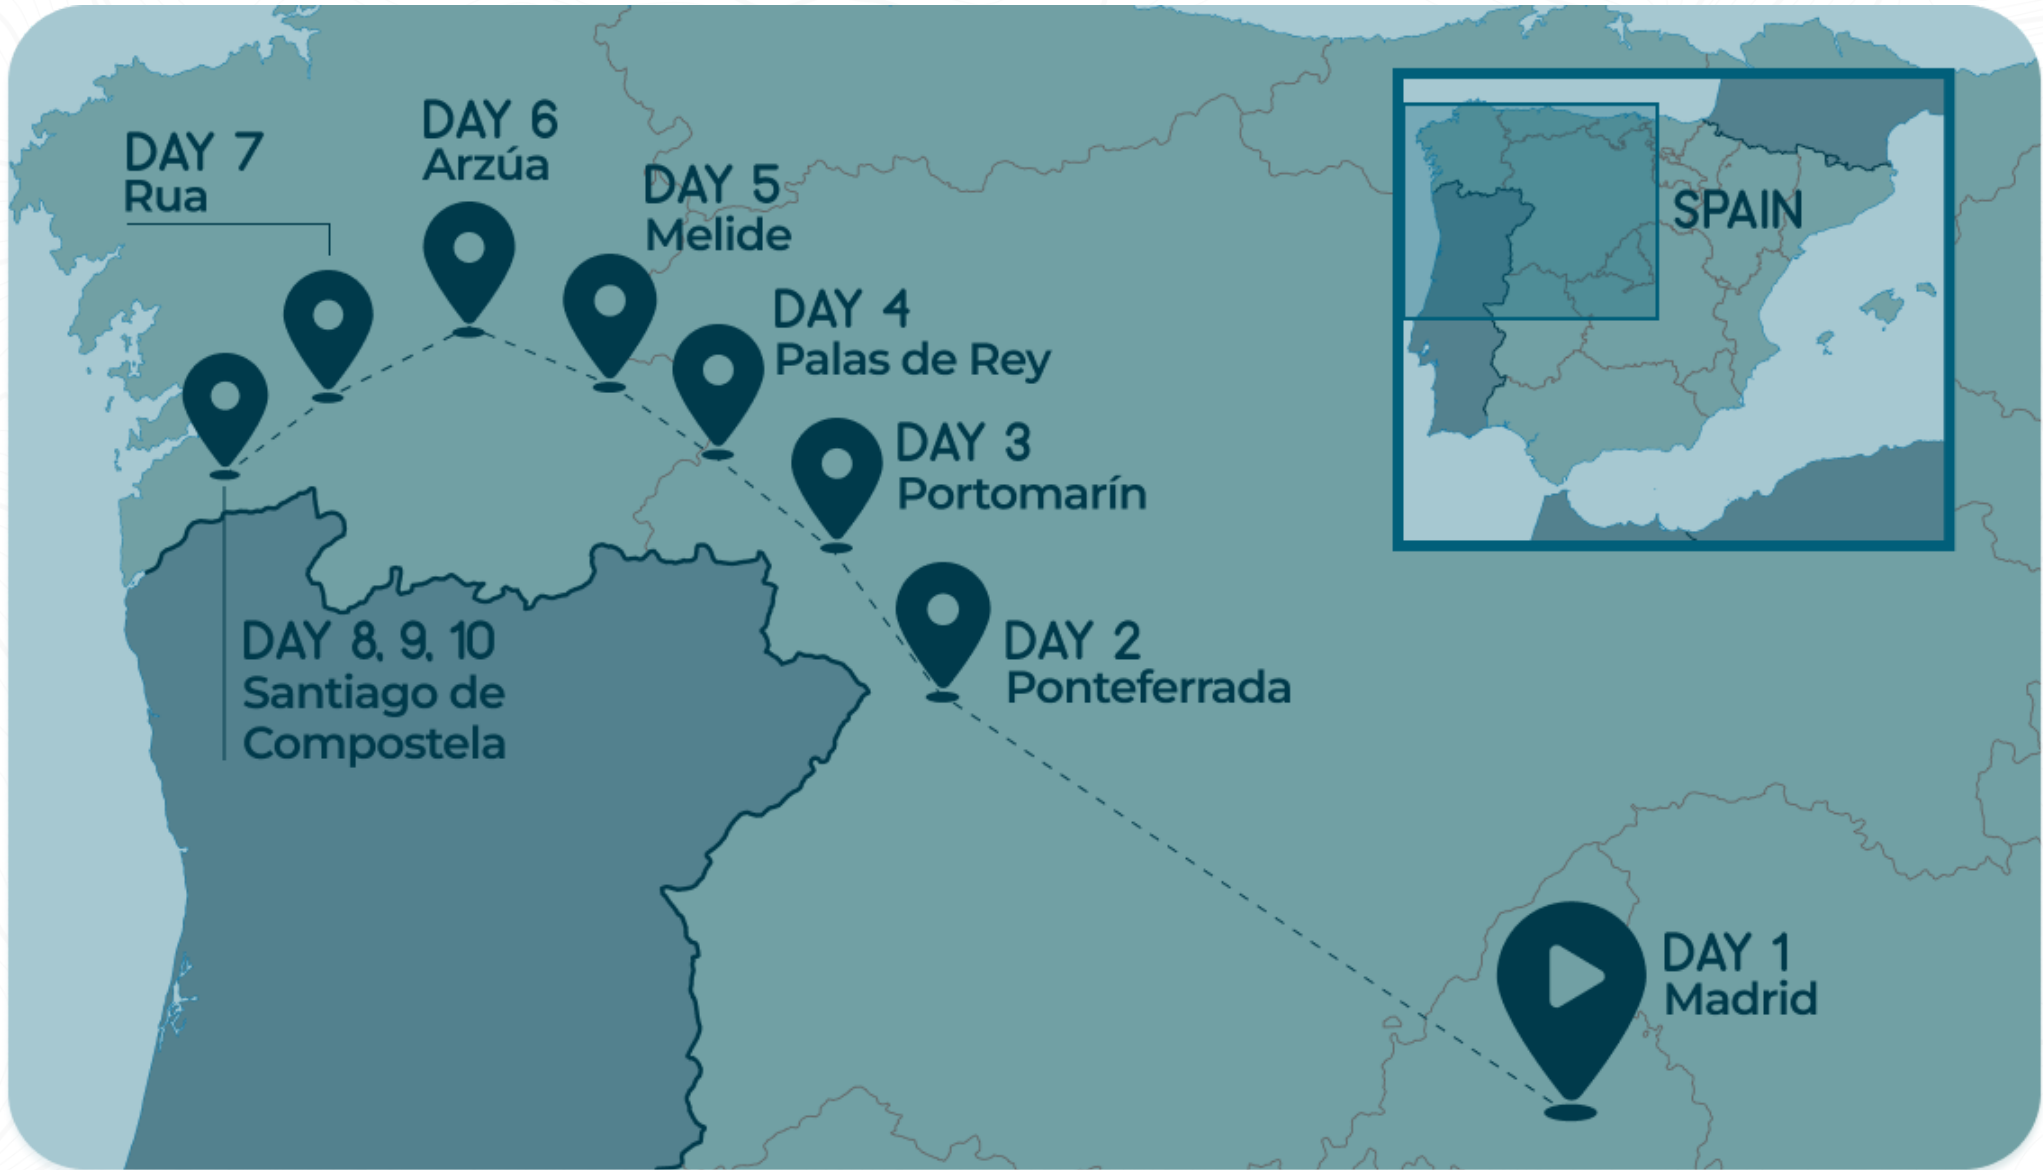 DAY 7
Rua
DAY 6
Arzúa
DAY 5
Melide
DAY 4
Palas de Rey
DAY 3
Portomarín
DAY 2
Ponteferrada
DAY 8, 9, 10
Santiago de
Compostela
DAY 1
Madrid
SPAIN